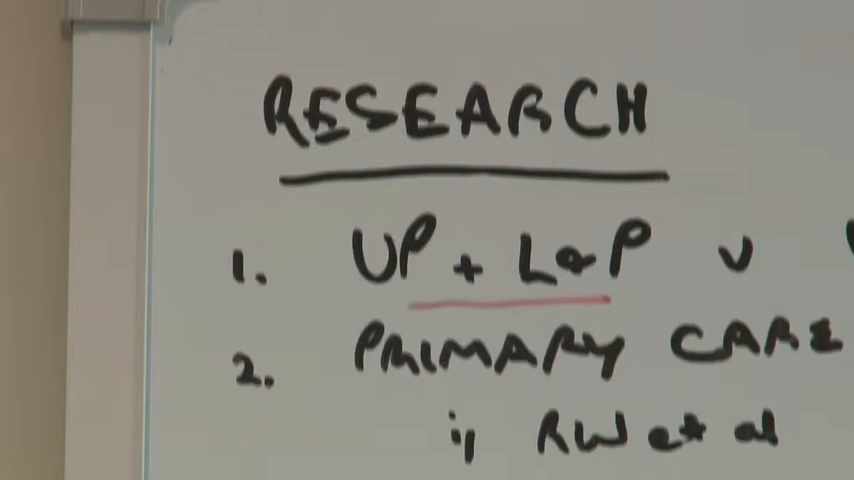 RESEARCH
1. UP + L&P v
2. PRIMARY CARE
i, RW et al